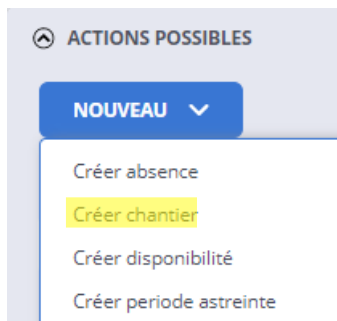 ACTIONS POSSIBLES
NOUVEAU
Créer absence
Créer chantier
Créer disponibilité
Créer periode astreinte